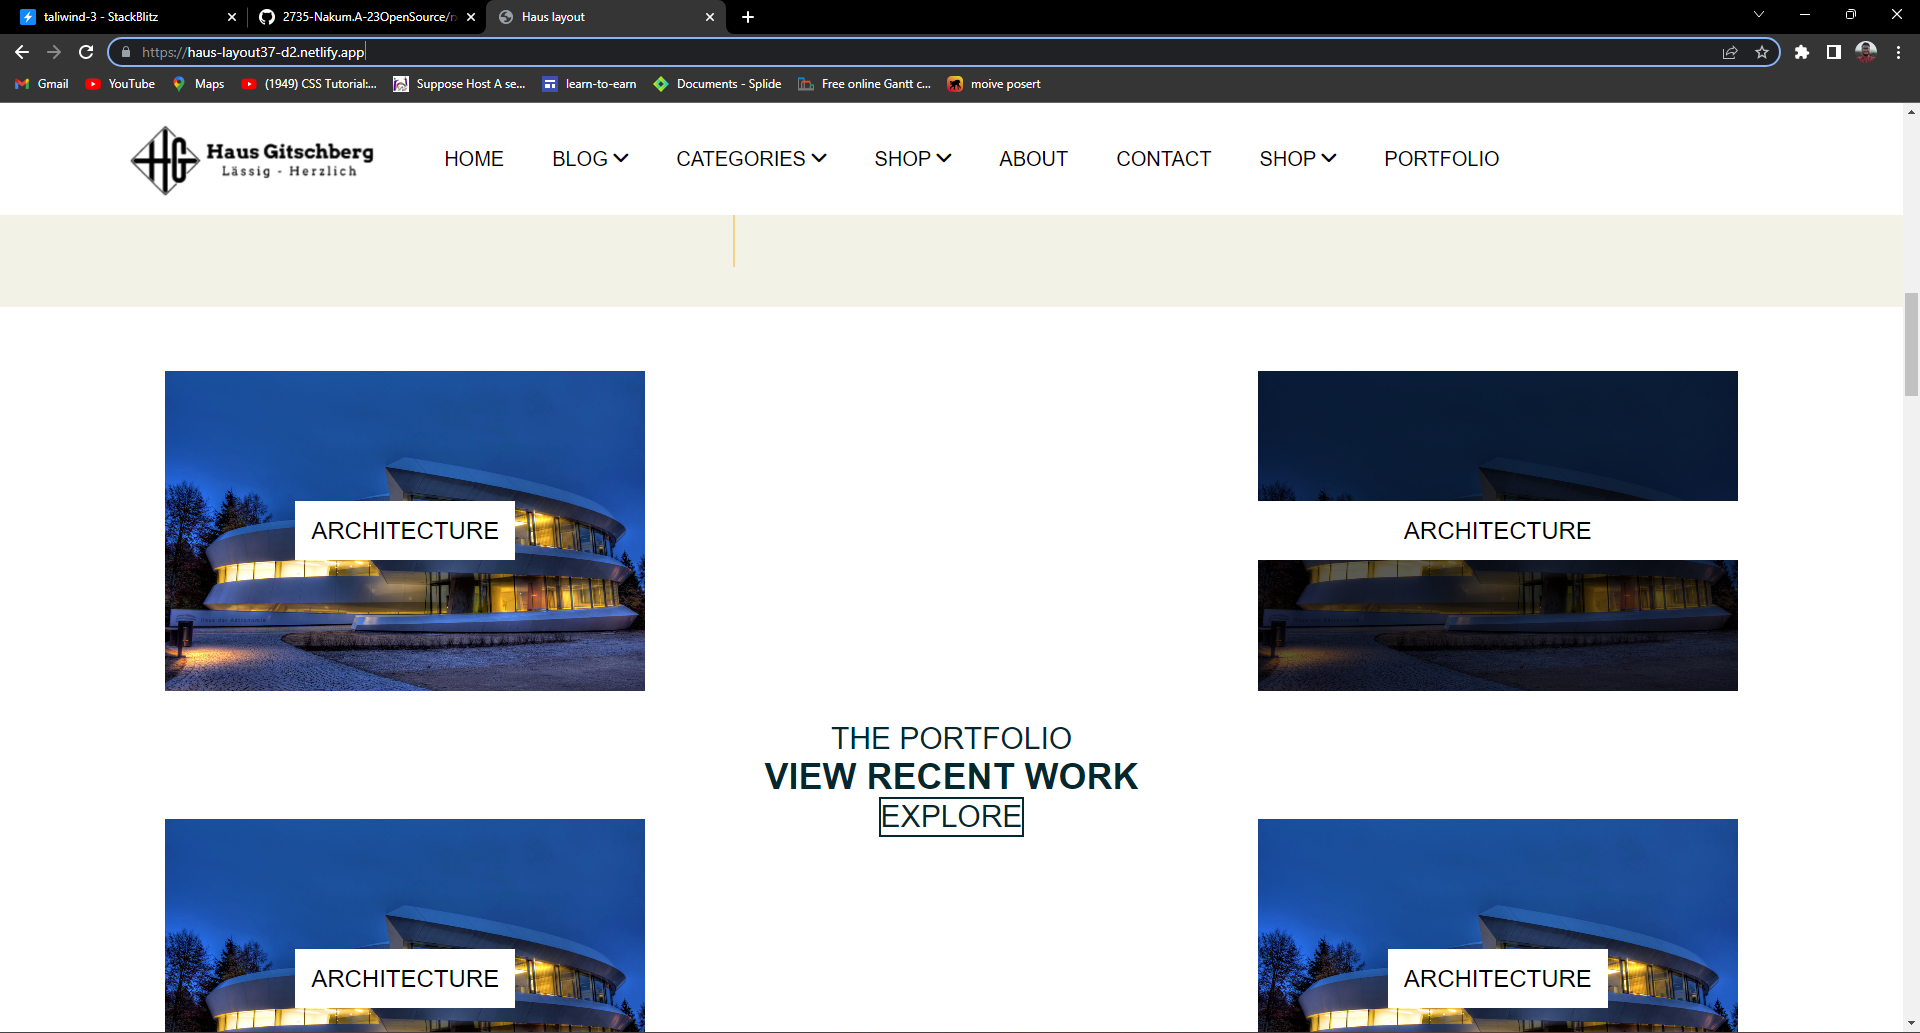 taliwind-3 - StackBlitz
2735-Nakum.A-23OpenSource/
Haus layout
https://haus-layout37-d2.netlify.app
Gmail
YouTube
Maps
(1949) CSS Tutorial:...
Suppose Host A se...
learn-to-earn
Documents - Splide
Free online Gantt c...
moive posert
HG
Haus Gitschberg
Lässig - Herzlich
HOME
BLOG
CATEGORIES
SHOP
ABOUT
CONTACT
SHOP
PORTFOLIO
ARCHITECTURE
ARCHITECTURE
THE PORTFOLIO
VIEW RECENT WORK
EXPLORE
ARCHITECTURE
ARCHITECTURE